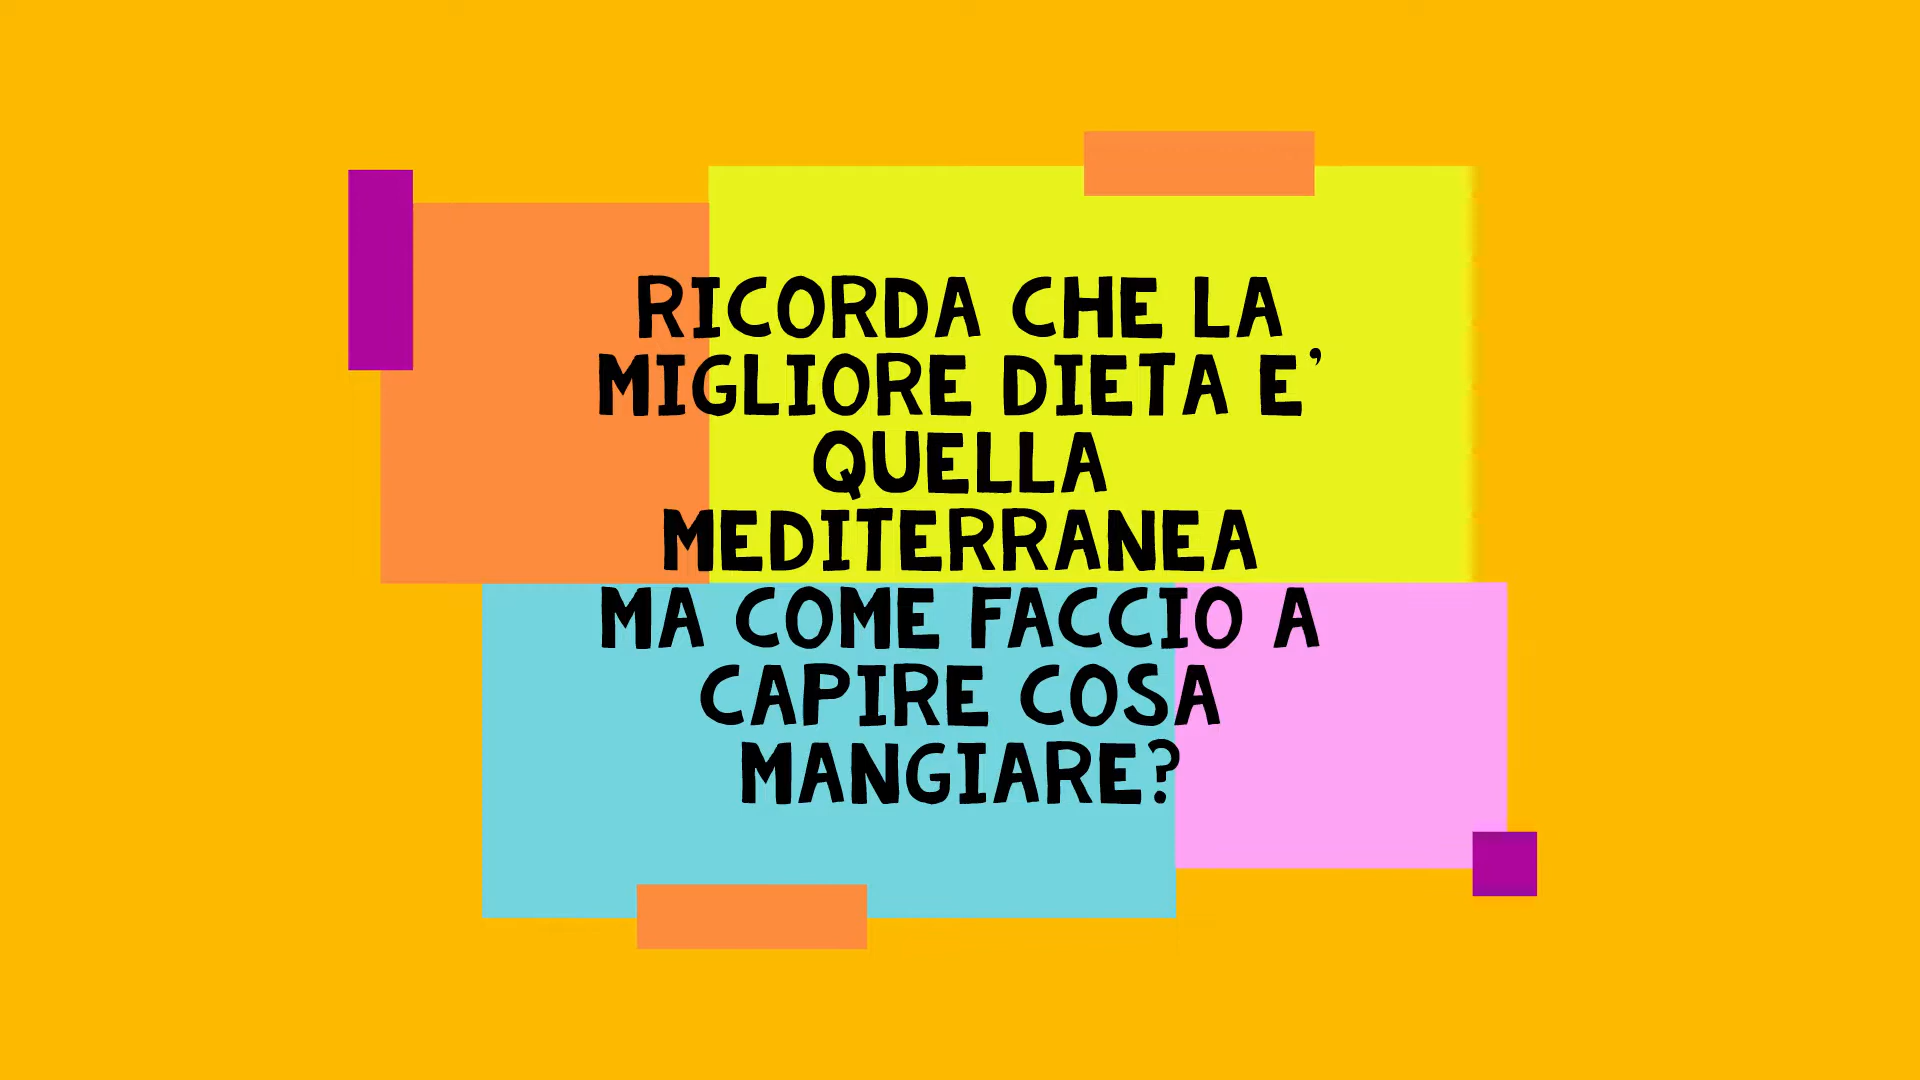 RICORDA CHE LA
MIGLIORE DIETA E'
QUELLA
MEDITERRANEA
MA COME FACCIO A
CAPIRE COSA
MANGIARE?